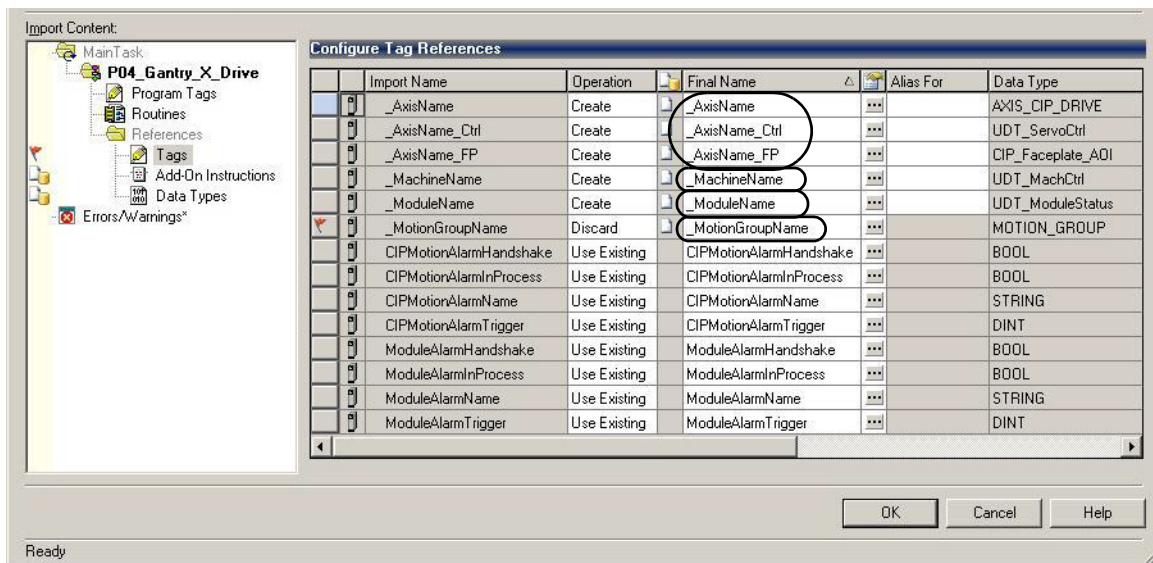 Import Content:
MainTask
P04_Gantry_X_Drive
Program Tags
Routines
References
Tags
Add-On Instructions
Data Types
Errors/Warnings*
Configure Tag References
Import Name Operation Final Name Alias For Data Type
_AxisName Create _AxisName ... AXIS_CIP_DRIVE
_AxisName_Ctrl Create _AxisName_Ctrl ... UDT_ServoCtrl
_AxisName_FP Create _AxisName_FP ... CIP_Faceplate_AOI
_MachineName Create _MachineName ... UDT_MachCtrl
_ModuleName Create _ModuleName ... UDT_ModuleStatus
_MotionGroupName Discard _MotionGroupName ... MOTION_GROUP
CIPMotionAlarmHandshake Use Existing CIPMotionAlarmHandshake ... BOOL
CIPMotionAlarmInProcess Use Existing CIPMotionAlarmInProcess ... BOOL
CIPMotionAlarmName Use Existing CIPMotionAlarmName ... STRING
CIPMotionAlarmTrigger Use Existing CIPMotionAlarmTrigger ... DINT
ModuleAlarmHandshake Use Existing ModuleAlarmHandshake ... BOOL
ModuleAlarmInProcess Use Existing ModuleAlarmInProcess ... BOOL
ModuleAlarmName Use Existing ModuleAlarmName ... STRING
ModuleAlarmTrigger Use Existing ModuleAlarmTrigger ... DINT
OK Cancel Help
Ready